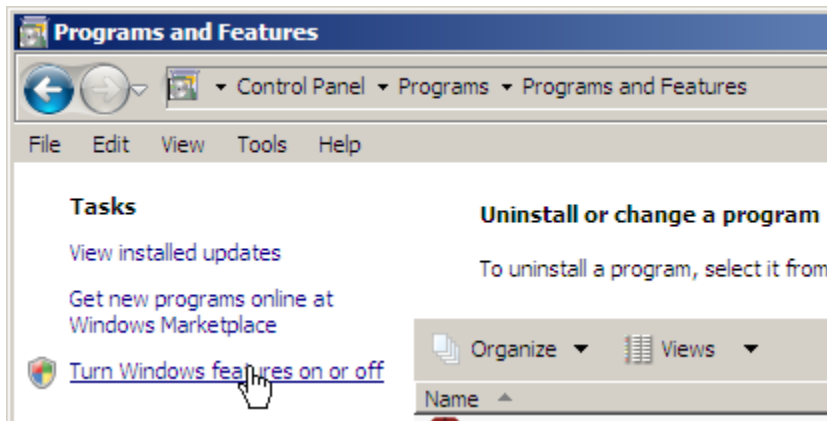 Programs and Features
Control Panel Programs Programs and Features
File Edit View Tools Help
Tasks
View installed updates
Get new programs online at
Windows Marketplace
Turn Windows features on or off
Uninstall or change a program
To uninstall a program, select it from
Organize Views
Name